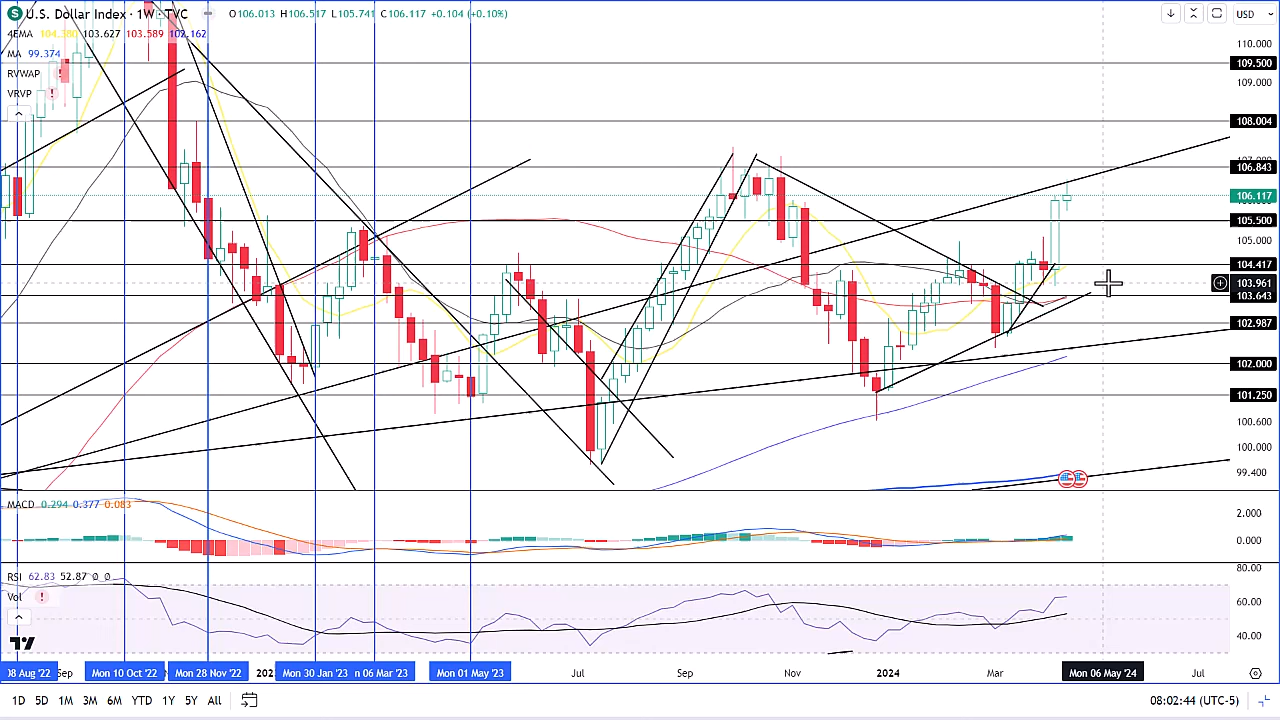 U.S. Dollar Index · 1W · TVC O106.013 H106.517 L105.741 C106.117 +0.104 (+0.10%)
USD
4EMA 104.380 103.627 103.589 102.162
MA 99.374
RVWAP !
VRVP !
110.000
109.500
109.000
108.004
107.000
106.843
106.117
105.500
105.000
104.417
103.961
103.643
102.987
102.000
101.250
100.600
100.000
99.400
MACD 0.294 0.377 0.083
2.000
0.000
RSI 62.83 52.87 ∅ ∅
Vol !
80.00
60.00
40.00
08 Aug '22 Sep Mon 10 Oct '22 Mon 28 Nov '22 202 Mon 30 Jan '23 n 06 Mar '23 Mon 01 May '23 Jul Sep Nov 2024 Mar Mon 06 May '24 Jul
1D 5D 1M 3M 6M YTD 1Y 5Y All 08:02:44 (UTC-5)